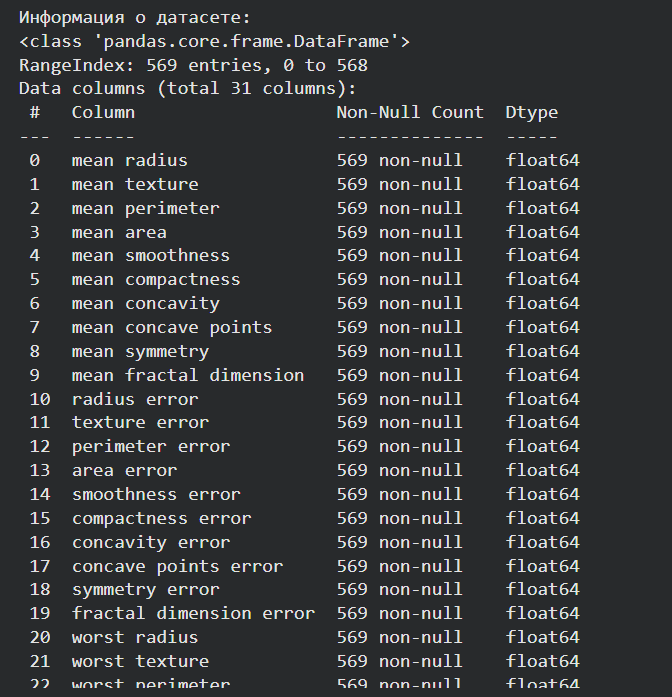 Информация о датасете:
<class 'pandas.core.frame.DataFrame'>
RangeIndex: 569 entries, 0 to 568
Data columns (total 31 columns):
 #   Column                   Non-Null Count  Dtype
---  ------                   --------------  -----
 0   mean radius              569 non-null    float64
 1   mean texture             569 non-null    float64
 2   mean perimeter           569 non-null    float64
 3   mean area                569 non-null    float64
 4   mean smoothness          569 non-null    float64
 5   mean compactness         569 non-null    float64
 6   mean concavity           569 non-null    float64
 7   mean concave points      569 non-null    float64
 8   mean symmetry            569 non-null    float64
 9   mean fractal dimension   569 non-null    float64
 10  radius error             569 non-null    float64
 11  texture error            569 non-null    float64
 12  perimeter error          569 non-null    float64
 13  area error               569 non-null    float64
 14  smoothness error         569 non-null    float64
 15  compactness error        569 non-null    float64
 16  concavity error          569 non-null    float64
 17  concave points error     569 non-null    float64
 18  symmetry error           569 non-null    float64
 19  fractal dimension error  569 non-null    float64
 20  worst radius             569 non-null    float64
 21  worst texture            569 non-null    float64
 22  worst perimeter          569 non-null    float64